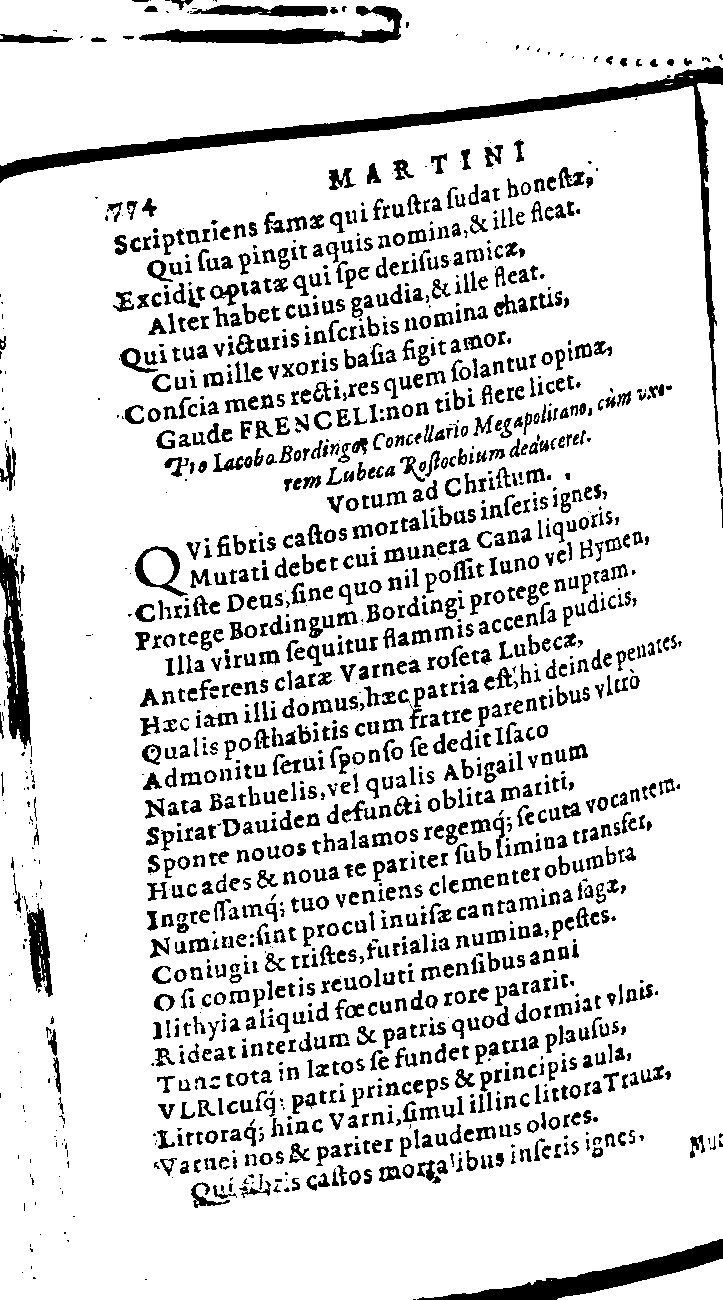 774
MARTINI
Scripturiens famæ qui frustra sudat honestæ,
Qui sua pingit aquis nomina,& ille fleat.
Excidit optatæ qui spe derisus amicæ,
Alter habet cuius gaudia,& ille fleat.
Qui tua victuris inscribis nomina chartis,
Cui mille vxoris basia figit amor.
Conscia mens recti,res quem solantur opimæ,
Gaude FRENCELI:non tibi flere licet.
Pro Iacobo Bordingo Concellario Megapolitano, cùm vxo-
rem Lubeca Rostochium deduceret.
Votum ad Christum.
QVi fibris castos mortalibus inseris ignes,
Mutati debet cui munera Cana liquoris,
Christe Deus,sine quo nil possit Iuno vel Hymen,
Protege Bordingum Bordingi protege nuptam.
Illa virum sequitur flammis accensa pudicis,
Anteferens claræ Varnea roseta Lubecæ,
Hæc iam illi domus,hæc patria est,hi deinde penates.
Qualis posthabitis cum fratre parentibus vltrò
Admonitu serui sponso se dedit Isaco
Nata Bathuelis,vel qualis Abigail vnum
Spirat Dauiden defuncti oblita mariti,
Sponte nouos thalamos regemq́; secuta vocantem.
Huc ades & noua te pariter sub limina transfer,
Ingressamq́; tuo veniens clementer obumbra
Numine:sint procul inuisæ cantamina sagæ,
Coniugii & tristes,furialia numina,pestes.
O si completis reuoluti mensibus anni
Ilithyia aliquid fœcundo rore pararit.
Rideat interdum & patris quod dormiat vlnis.
Tunc tota in lætos se fundet patria plausus,
VLRIcusq́; patri princeps & principis aula,
Littoraq́; hinc Varni,simul illinc littora Trauæ,
Varnei nos & pariter plaudemus olores.
Qui fibris castos mortalibus inseris ignes.